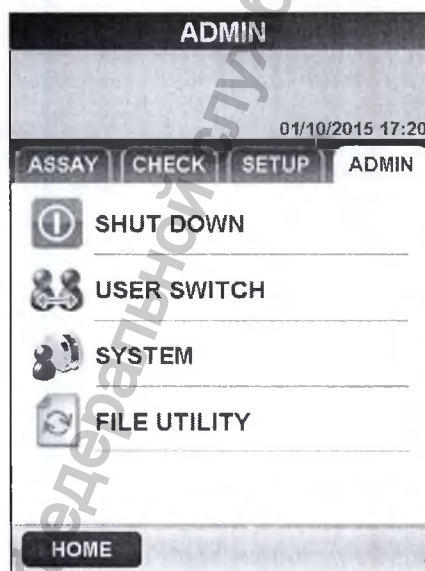 ADMIN
01/10/2015 17:20
ASSAY CHECK SETUP ADMIN
SHUT DOWN
USER SWITCH
SYSTEM
FILE UTILITY
HOME